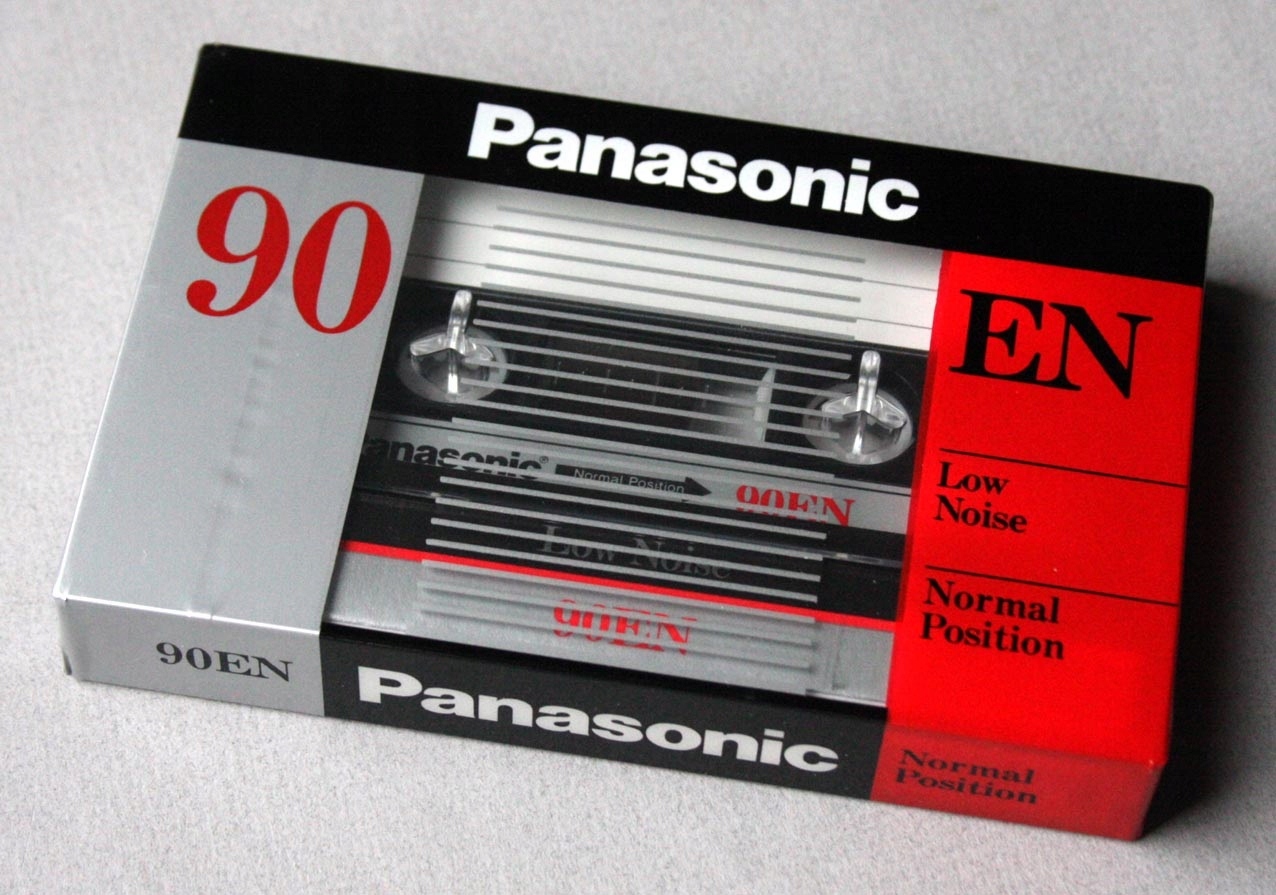 Panasonic
90
EN
Low
Noise
Normal
Position
Panasonic® Normal Position 90EN
Low Noise
90EN
90EN
Panasonic
Normal
Position